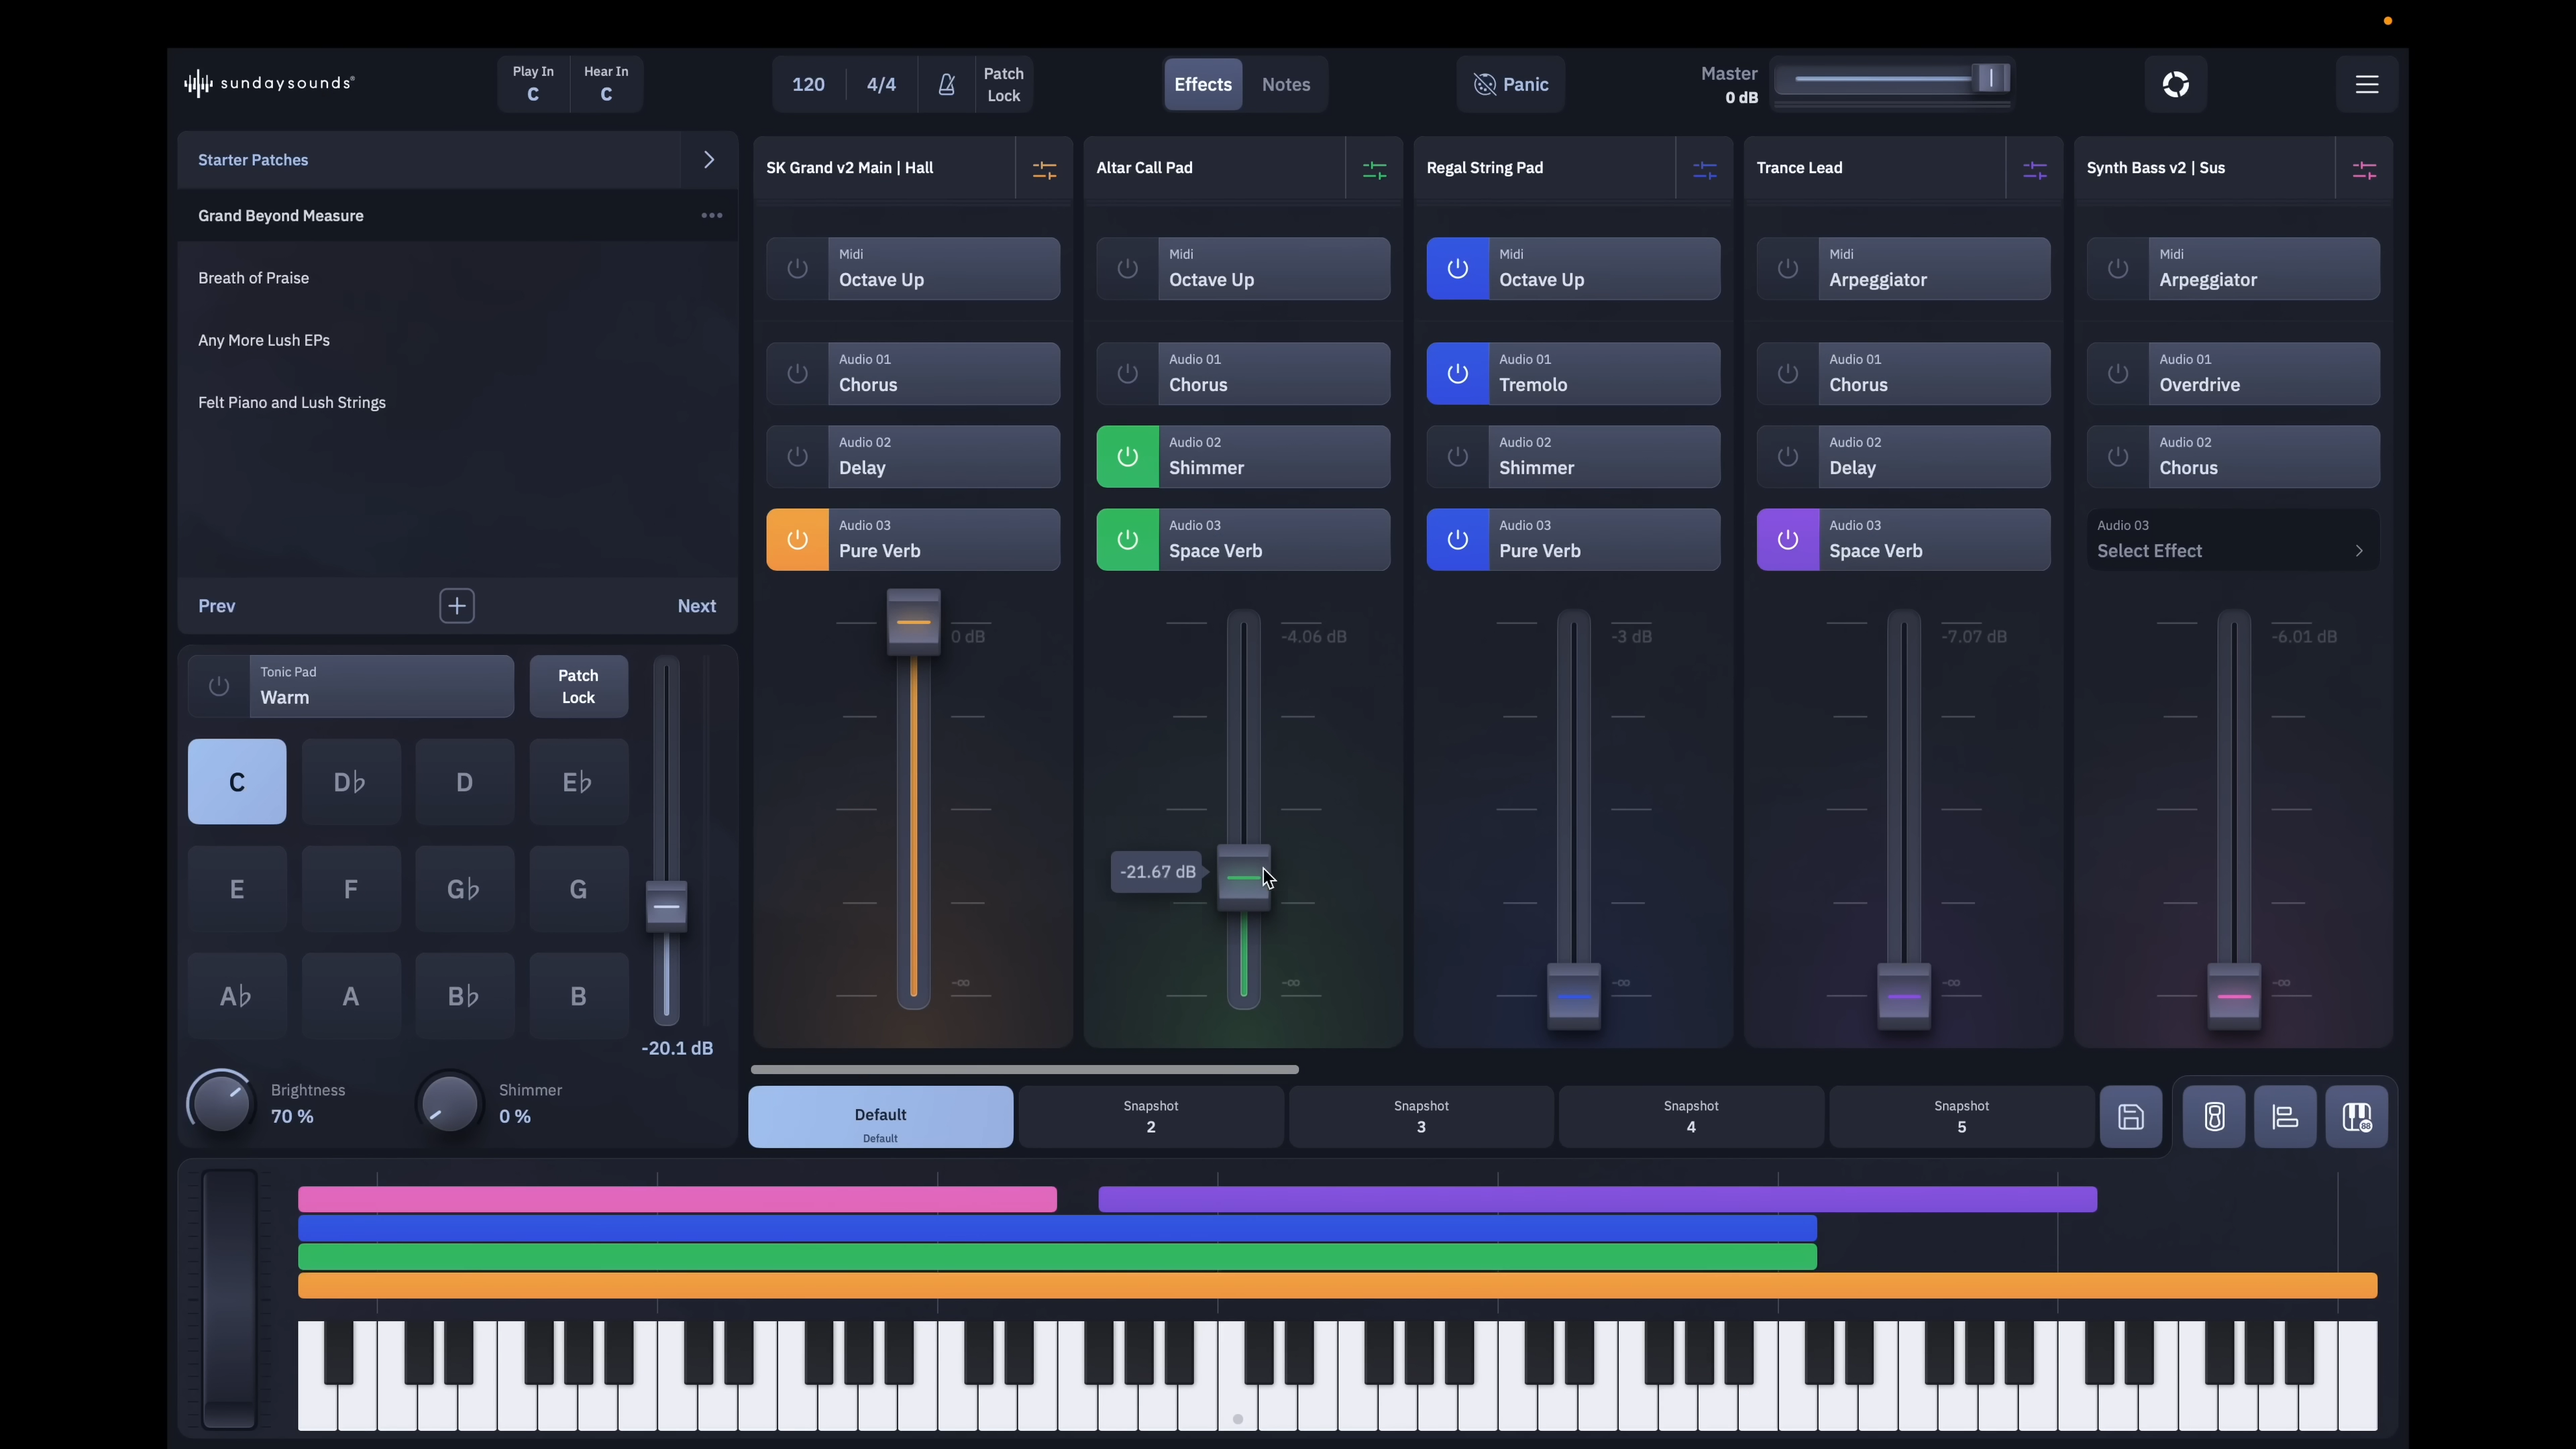 sundaysounds®
Play In
C
Hear In
C
120
4/4
Patch
Lock
Effects
Notes
Panic
Master
0 dB
Starter Patches
Grand Beyond Measure
Breath of Praise
Any More Lush EPs
Felt Piano and Lush Strings
Prev
Next
Tonic Pad
Warm
Patch
Lock
C
D♭
D
E♭
E
F
G♭
G
A♭
A
B♭
B
-20.1 dB
Brightness
70 %
Shimmer
0 %
SK Grand v2 Main | Hall
Midi
Octave Up
Audio 01
Chorus
Audio 02
Delay
Audio 03
Pure Verb
0 dB
-∞
Altar Call Pad
Midi
Octave Up
Audio 01
Chorus
Audio 02
Shimmer
Audio 03
Space Verb
-4.06 dB
-21.67 dB
-∞
Regal String Pad
Midi
Octave Up
Audio 01
Tremolo
Audio 02
Shimmer
Audio 03
Pure Verb
-3 dB
-∞
Trance Lead
Midi
Arpeggiator
Audio 01
Chorus
Audio 02
Delay
Audio 03
Space Verb
-7.07 dB
-∞
Synth Bass v2 | Sus
Midi
Arpeggiator
Audio 01
Overdrive
Audio 02
Chorus
Audio 03
Select Effect
-6.01 dB
-∞
Default
Default
Snapshot
2
Snapshot
3
Snapshot
4
Snapshot
5
88